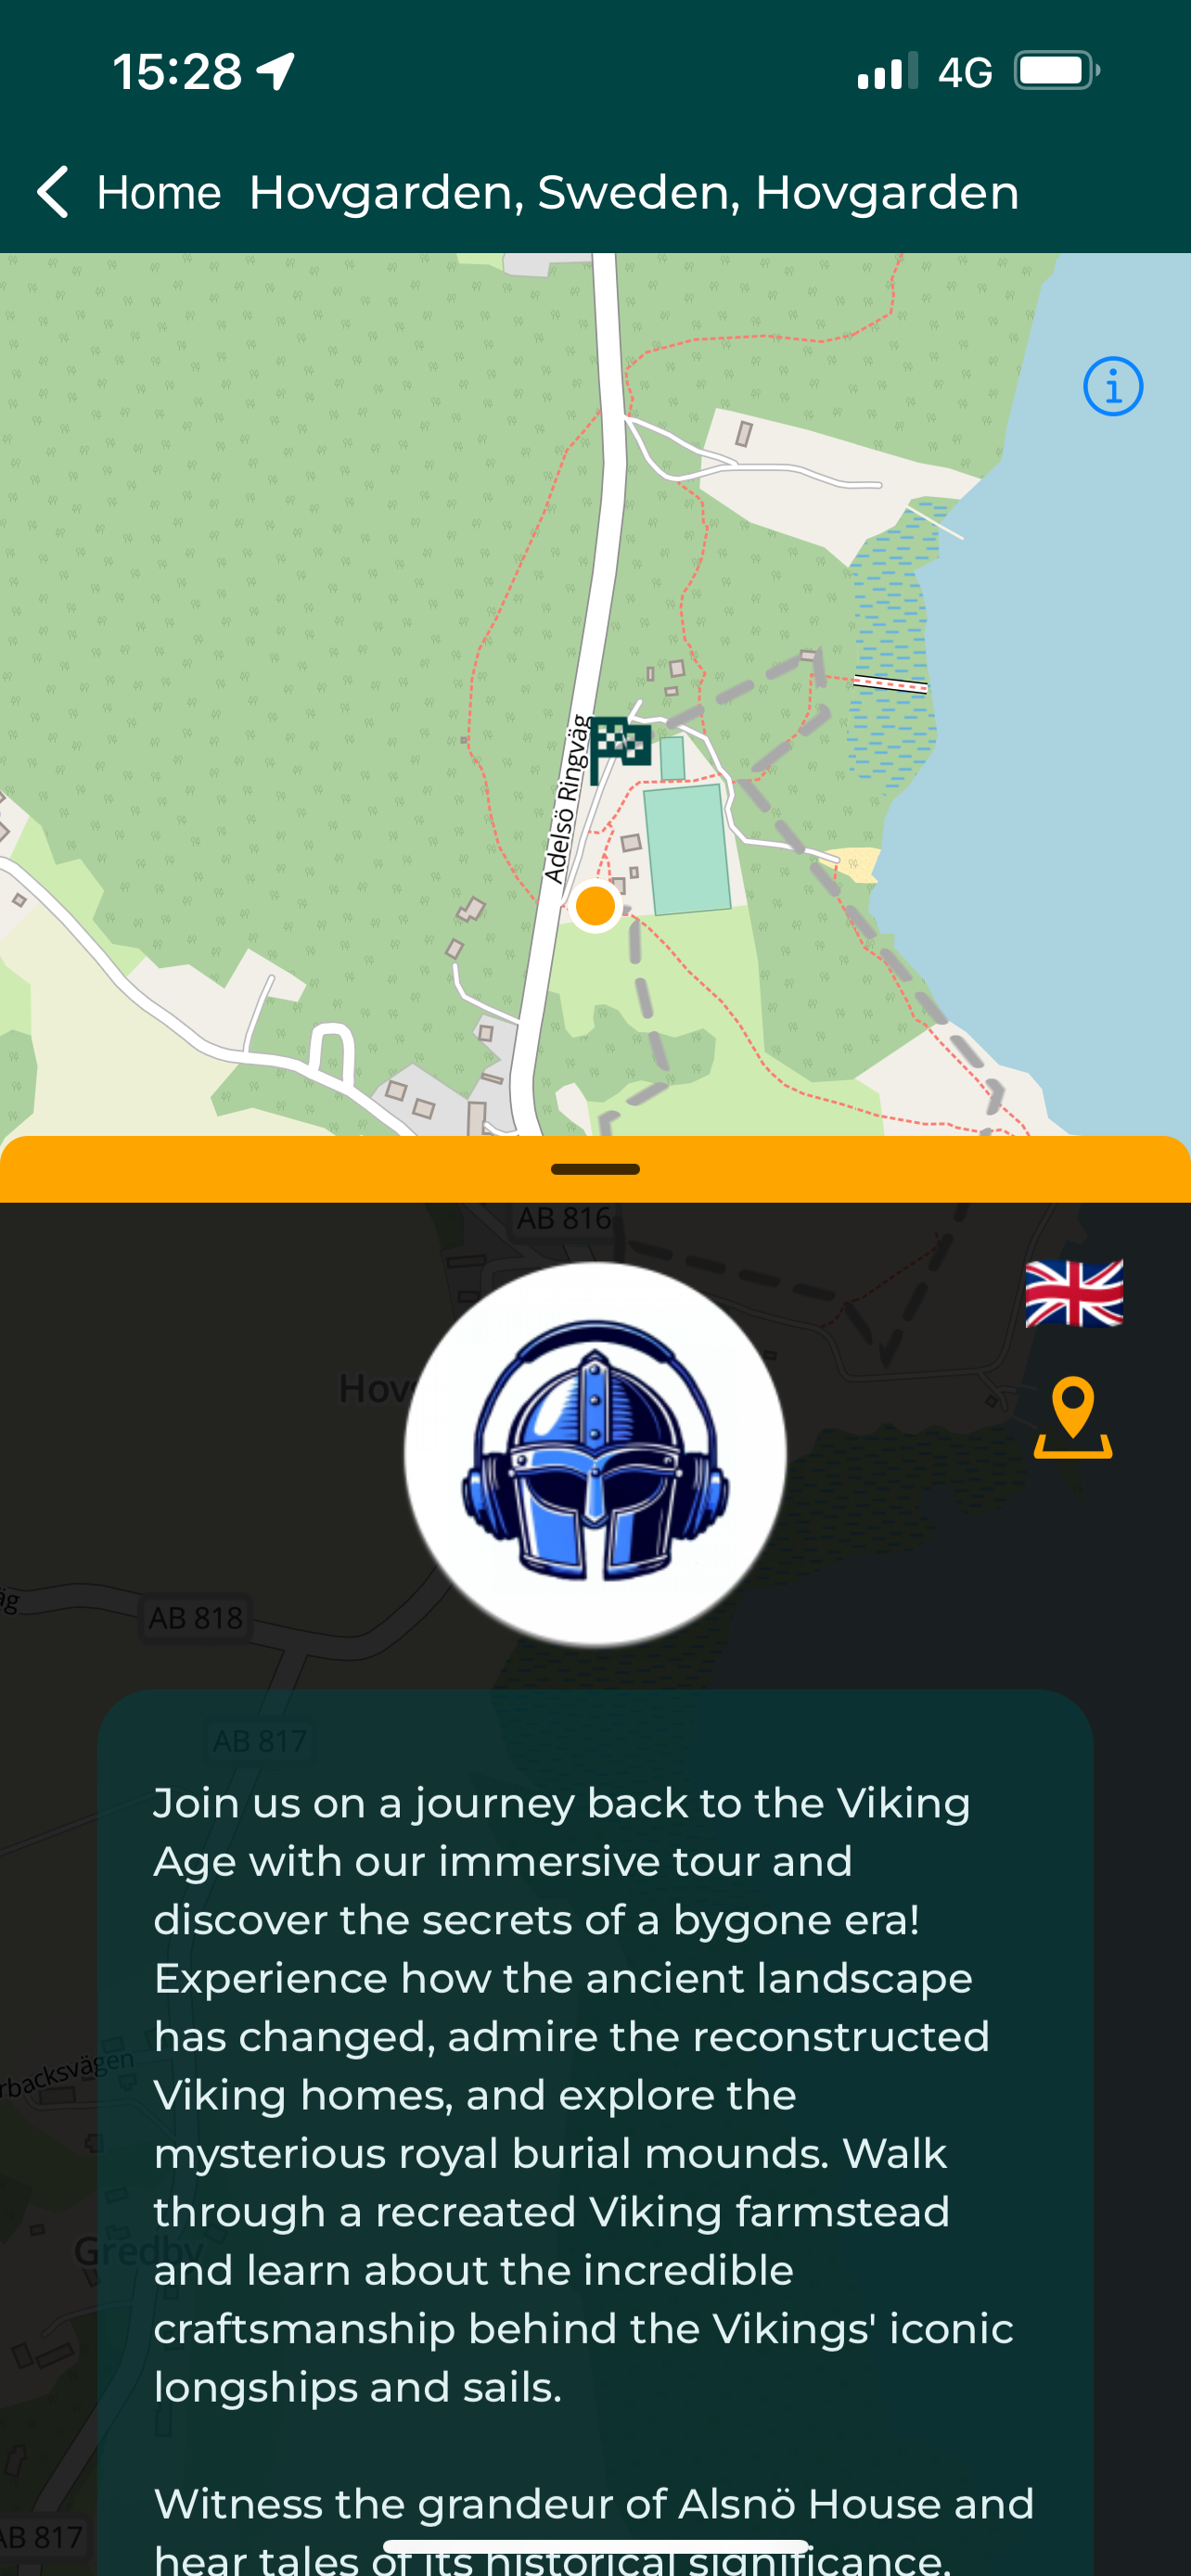 15:28
4G
Home Hovgarden, Sweden, Hovgarden
Adelsö Ringväg
AB 816
Hovs
AB 818
AB 817
Join us on a journey back to the Viking
Age with our immersive tour and
discover the secrets of a bygone era!
Experience how the ancient landscape
has changed, admire the reconstructed
rbacksvägen
Viking homes, and explore the
mysterious royal burial mounds. Walk
through a recreated Viking farmstead
Gredby
and learn about the incredible
craftsmanship behind the Vikings' iconic
longships and sails.
Witness the grandeur of Alsnö House and
AB 817
hear tales of its historical significance.